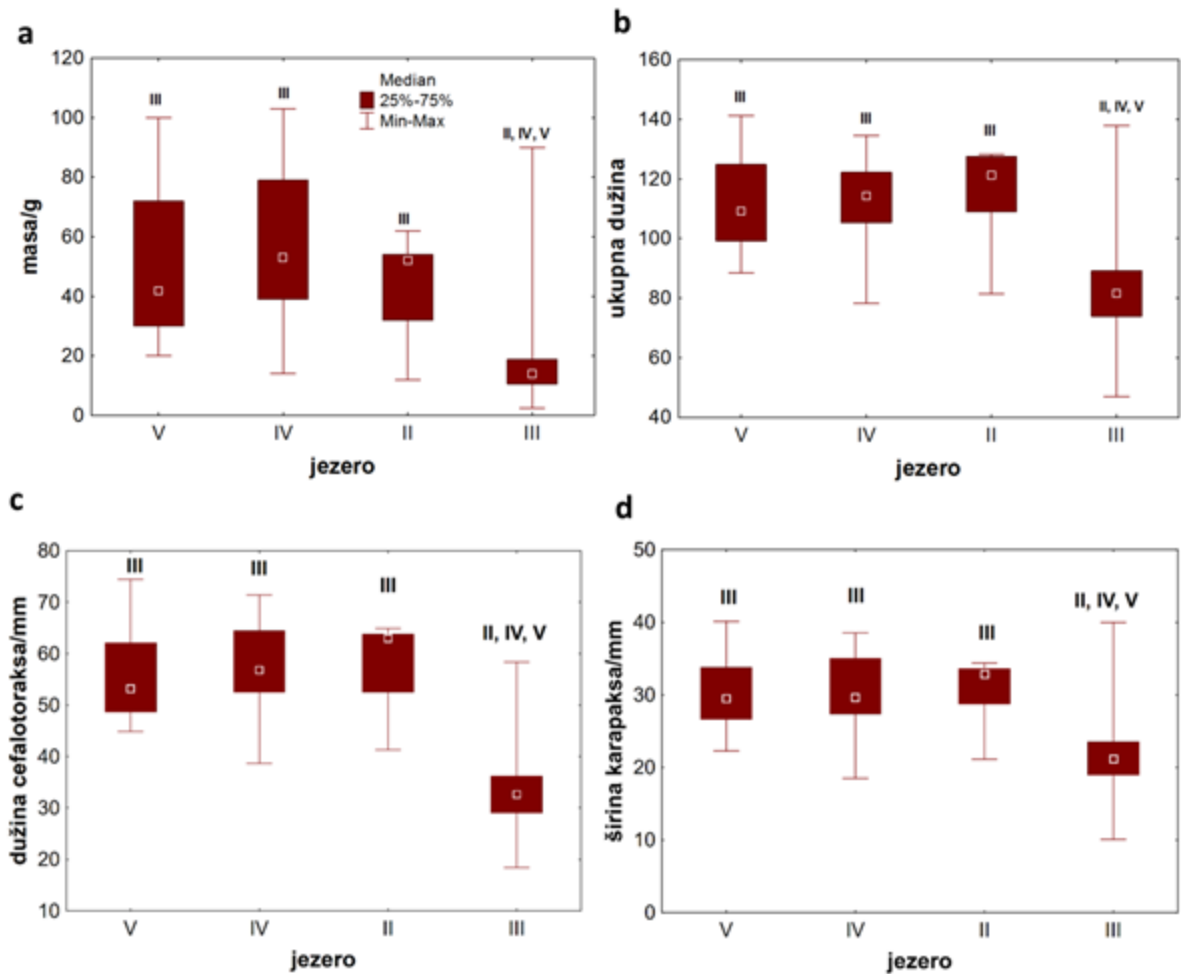 a
120
100
80
60
40
20
0
masa/g
III
III
III
II, IV, V
Median
25%-75%
Min-Max
V IV II III
jezero
b
160
140
120
100
80
60
40
ukupna dužina
III
III
III
II, IV, V
V IV II III
jezero
c
80
70
60
50
40
30
20
10
dužina cefalotoraksa/mm
III
III
III
II, IV, V
V IV II III
jezero
d
50
40
30
20
10
0
širina karapaksa/mm
III
III
III
II, IV, V
V IV II III
jezero